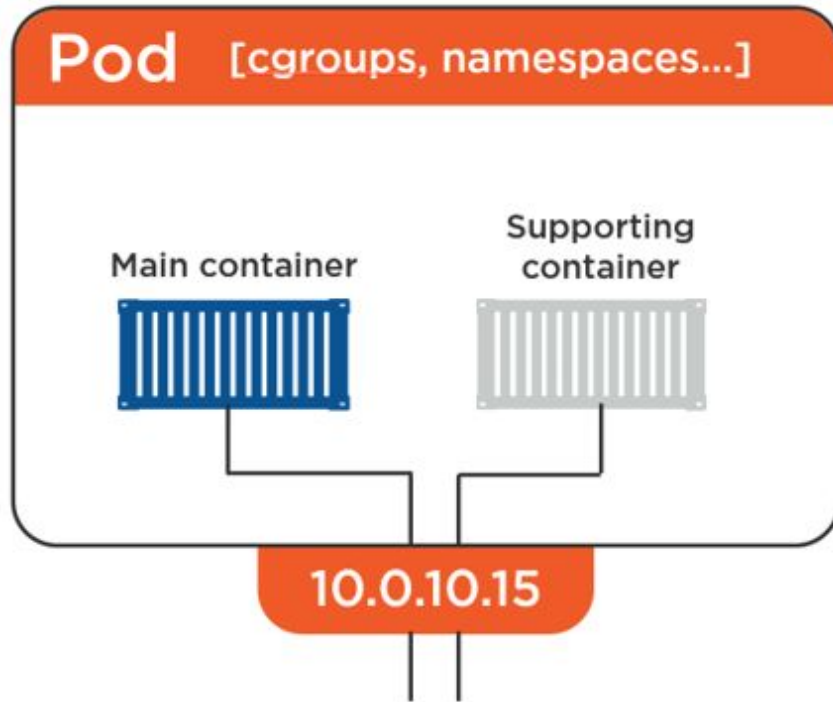 Pod [cgroups, namespaces...]
Main container
Supporting
container
10.0.10.15